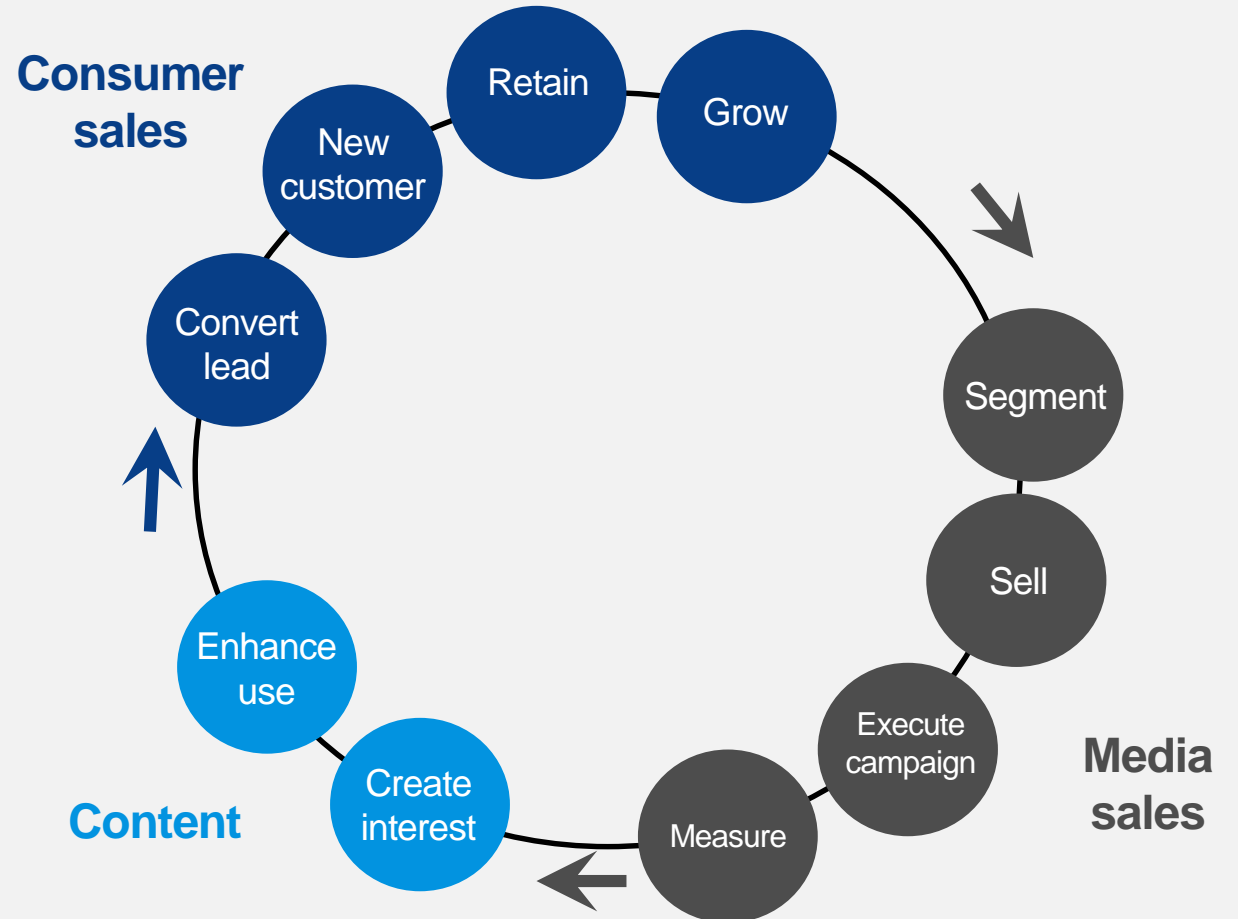 Consumer
sales
Retain
Grow
New
customer
Convert
lead
Segment
Sell
Enhance
use
Execute
campaign
Media
sales
Create
interest
Content
Measure